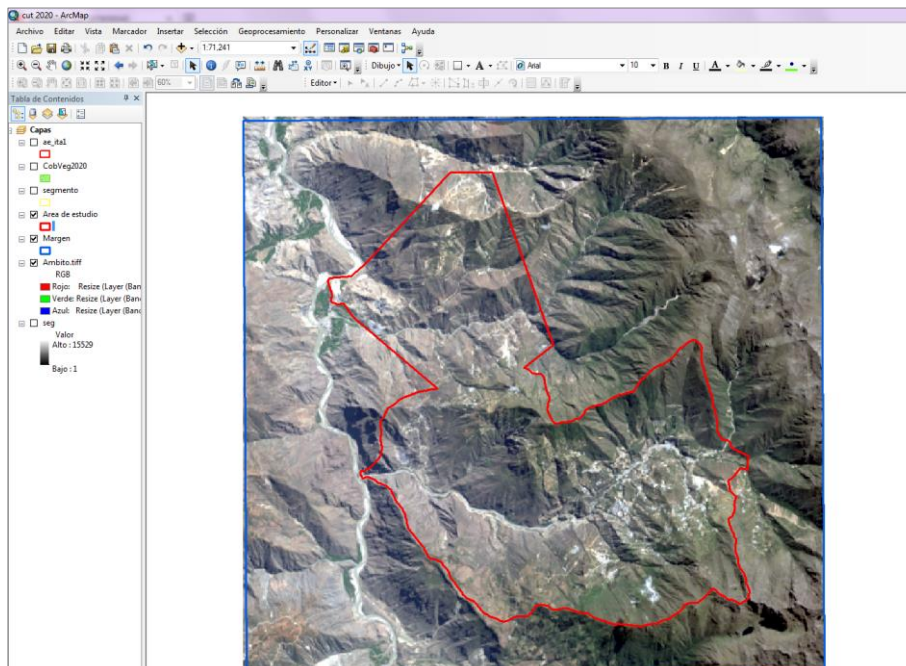 cut 2020 - ArcMap
Archivo Editar Vista Marcador Insertar Selección Geoprocesamiento Personalizar Ventanas Ayuda
1:71.241
Dibujo Arial 10 B I U A
60% Editor
Tabla de Contenidos
Capas
ae_ita1
CobVeg2020
segmento
Area de estudio
Margen
Ambito.tiff
RGB
Rojo: Resize (Layer (Ban
Verde: Resize (Layer (Ban
Azul: Resize (Layer (Ban
seg
Valor
Alto : 15529
Bajo : 1